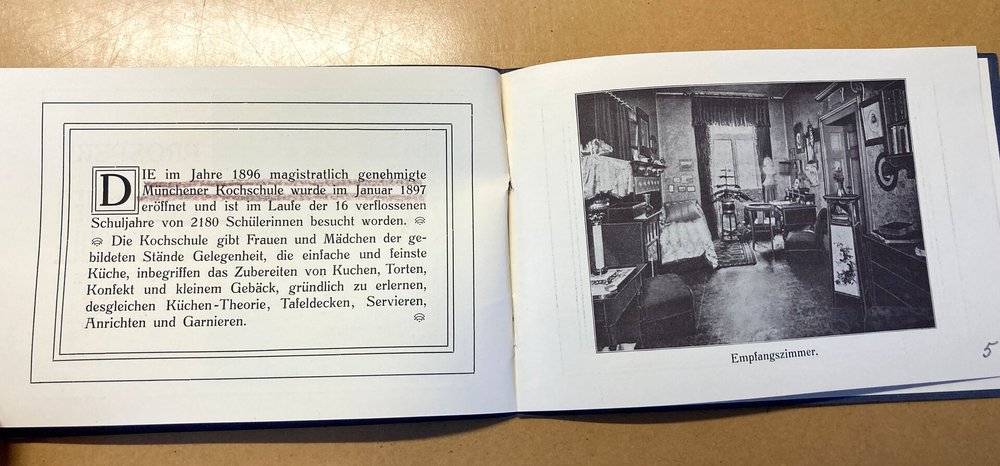 DIE im Jahre 1896 magistratlich genehmigte
Münchener Kochschule wurde im Januar 1897
eröffnet und ist im Laufe der 16 verflossenen
Schuljahre von 2180 Schülerinnen besucht worden.
Die Kochschule gibt Frauen und Mädchen der ge-
bildeten Stände Gelegenheit, die einfache und feinste
Küche, inbegriffen das Zubereiten von Kuchen, Torten,
Konfekt und kleinem Gebäck, gründlich zu erlernen,
desgleichen Küchen-Theorie, Tafeldecken, Servieren,
Anrichten und Garnieren.
Empfangszimmer.
5